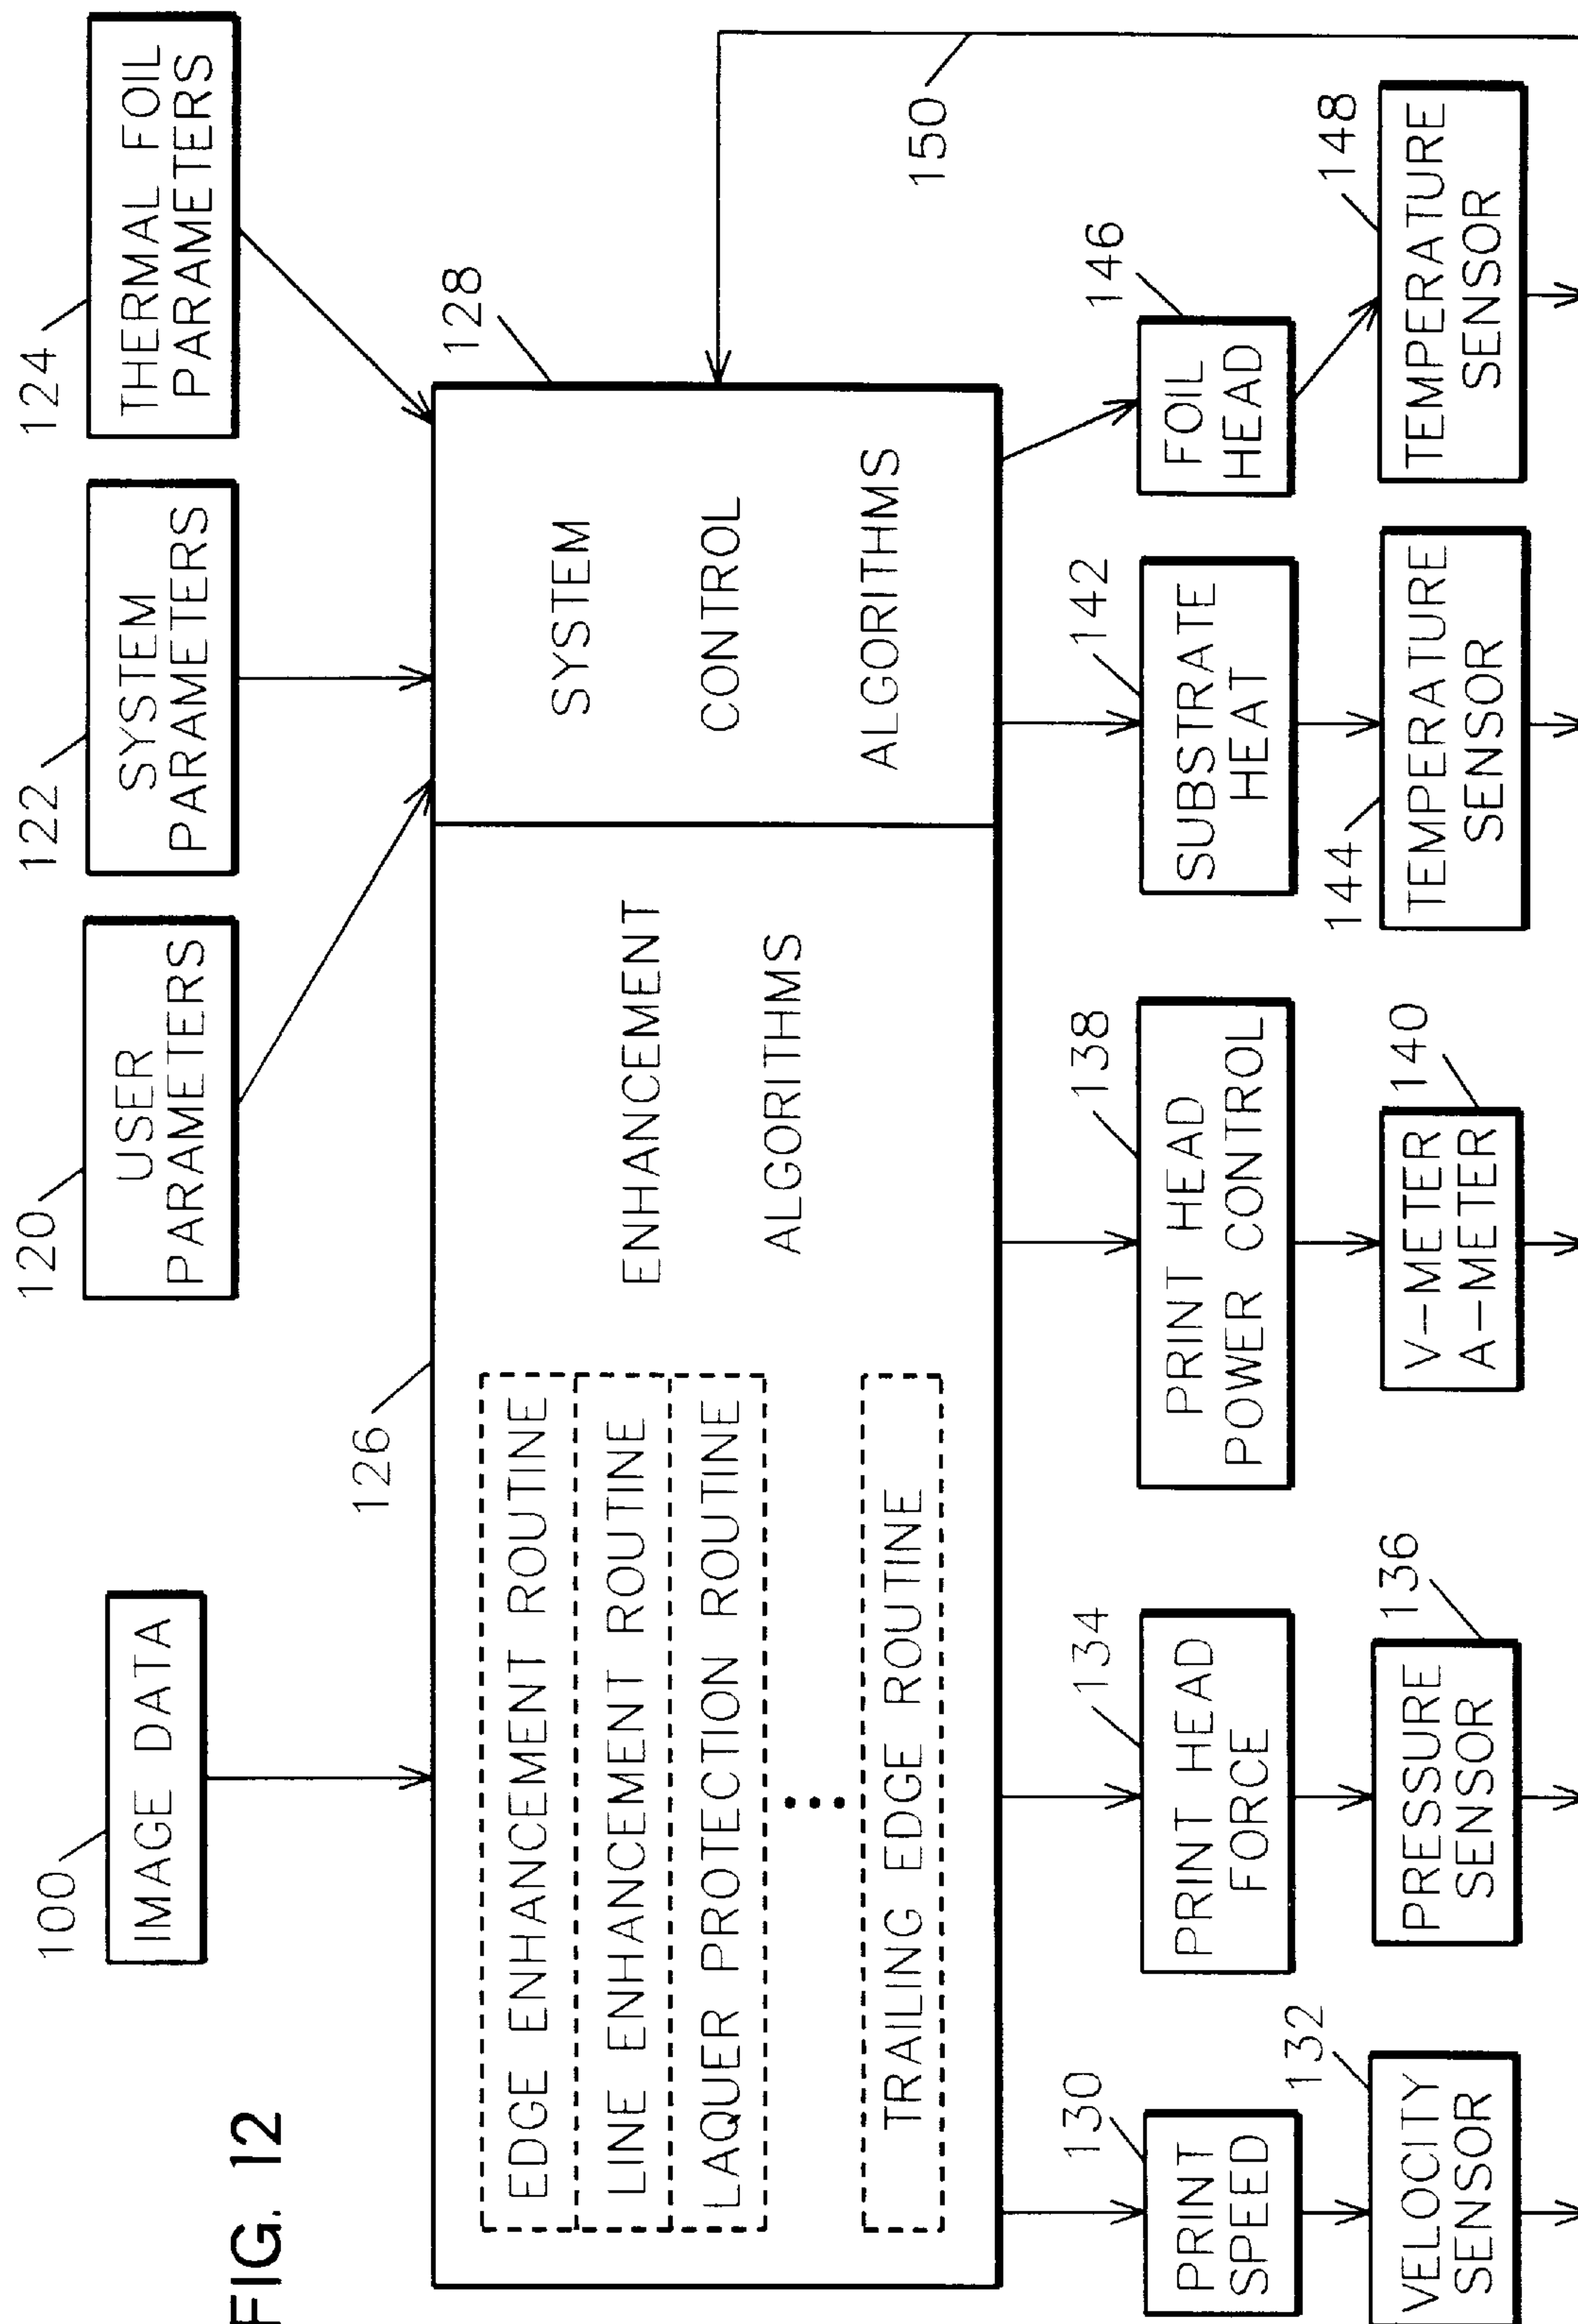 FIG. 12
100
IMAGE DATA
120
USER
PARAMETERS
122
SYSTEM
PARAMETERS
124
THERMAL FOIL
PARAMETERS
126
EDGE ENHANCEMENT ROUTINE
LINE ENHANCEMENT ROUTINE
LAQUER PROTECTION ROUTINE
TRAILING EDGE ROUTINE
ENHANCEMENT
ALGORITHMS
128
SYSTEM
CONTROL
ALGORITHMS
150
130
PRINT
SPEED
132
VELOCITY
SENSOR
134
PRINT HEAD
FORCE
136
PRESSURE
SENSOR
138
PRINT HEAD
POWER CONTROL
140
V-METER
A-METER
142
SUBSTRATE
HEAT
144
TEMPERATURE
SENSOR
146
FOIL
HEAD
148
TEMPERATURE
SENSOR